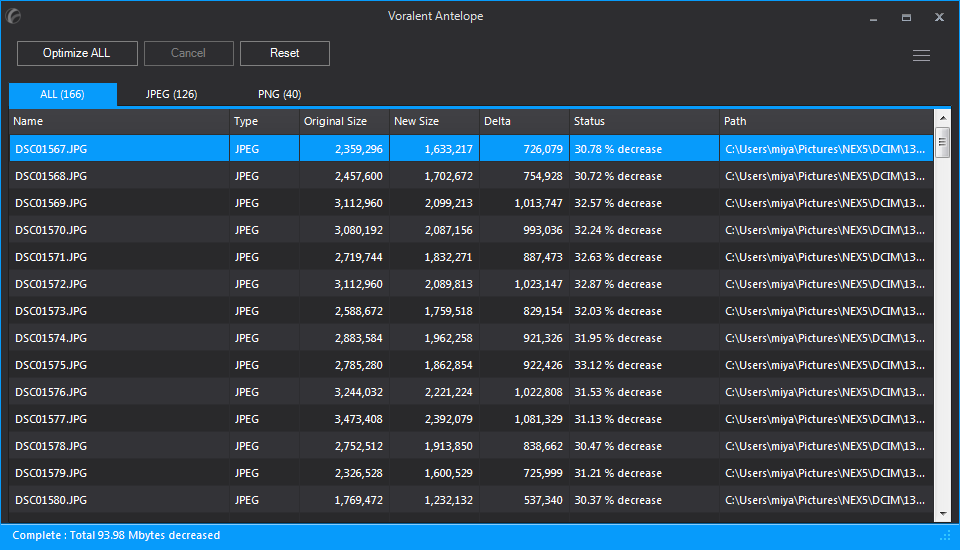 Voralent Antelope
Optimize ALL Cancel Reset
ALL (166) JPEG (126) PNG (40)
Name Type Original Size New Size Delta Status Path
DSC01567.JPG JPEG 2,359,296 1,633,217 726,079 30.78 % decrease C:\Users\miya\Pictures\NEX5\DCIM\13...
DSC01568.JPG JPEG 2,457,600 1,702,672 754,928 30.72 % decrease C:\Users\miya\Pictures\NEX5\DCIM\13...
DSC01569.JPG JPEG 3,112,960 2,099,213 1,013,747 32.57 % decrease C:\Users\miya\Pictures\NEX5\DCIM\13...
DSC01570.JPG JPEG 3,080,192 2,087,156 993,036 32.24 % decrease C:\Users\miya\Pictures\NEX5\DCIM\13...
DSC01571.JPG JPEG 2,719,744 1,832,271 887,473 32.63 % decrease C:\Users\miya\Pictures\NEX5\DCIM\13...
DSC01572.JPG JPEG 3,112,960 2,089,813 1,023,147 32.87 % decrease C:\Users\miya\Pictures\NEX5\DCIM\13...
DSC01573.JPG JPEG 2,588,672 1,759,518 829,154 32.03 % decrease C:\Users\miya\Pictures\NEX5\DCIM\13...
DSC01574.JPG JPEG 2,883,584 1,962,258 921,326 31.95 % decrease C:\Users\miya\Pictures\NEX5\DCIM\13...
DSC01575.JPG JPEG 2,785,280 1,862,854 922,426 33.12 % decrease C:\Users\miya\Pictures\NEX5\DCIM\13...
DSC01576.JPG JPEG 3,244,032 2,221,224 1,022,808 31.53 % decrease C:\Users\miya\Pictures\NEX5\DCIM\13...
DSC01577.JPG JPEG 3,473,408 2,392,079 1,081,329 31.13 % decrease C:\Users\miya\Pictures\NEX5\DCIM\13...
DSC01578.JPG JPEG 2,752,512 1,913,850 838,662 30.47 % decrease C:\Users\miya\Pictures\NEX5\DCIM\13...
DSC01579.JPG JPEG 2,326,528 1,600,529 725,999 31.21 % decrease C:\Users\miya\Pictures\NEX5\DCIM\13...
DSC01580.JPG JPEG 1,769,472 1,232,132 537,340 30.37 % decrease C:\Users\miya\Pictures\NEX5\DCIM\13...
Complete : Total 93.98 Mbytes decreased